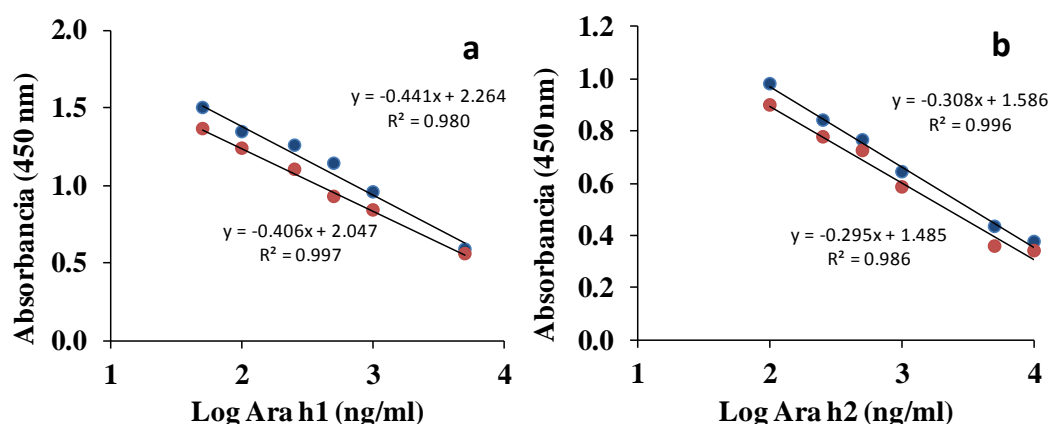 a
2.0
1.5
1.0
0.5
0.0
Absorbancia (450 nm)
y = -0.441x + 2.264
R² = 0.980
y = -0.406x + 2.047
R² = 0.997
1 2 3 4
Log Ara h1 (ng/ml)
b
1.2
1.0
0.8
0.6
0.4
0.2
0.0
Absorbancia (450 nm)
y = -0.308x + 1.586
R² = 0.996
y = -0.295x + 1.485
R² = 0.986
1 2 3 4
Log Ara h2 (ng/ml)